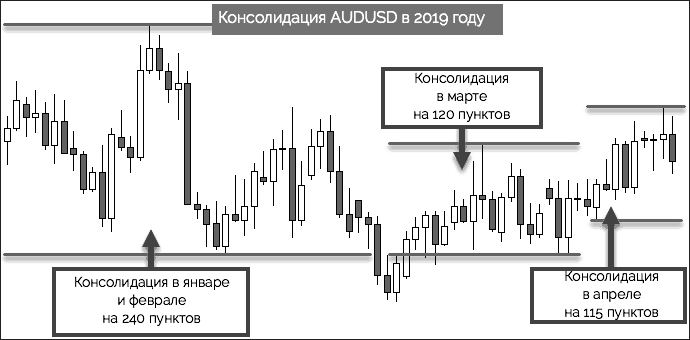 Консолидация AUDUSD в 2019 году
Консолидация
в марте
на 120 пунктов
Консолидация в январе
и феврале
на 240 пунктов
Консолидация
в апреле
на 115 пунктов